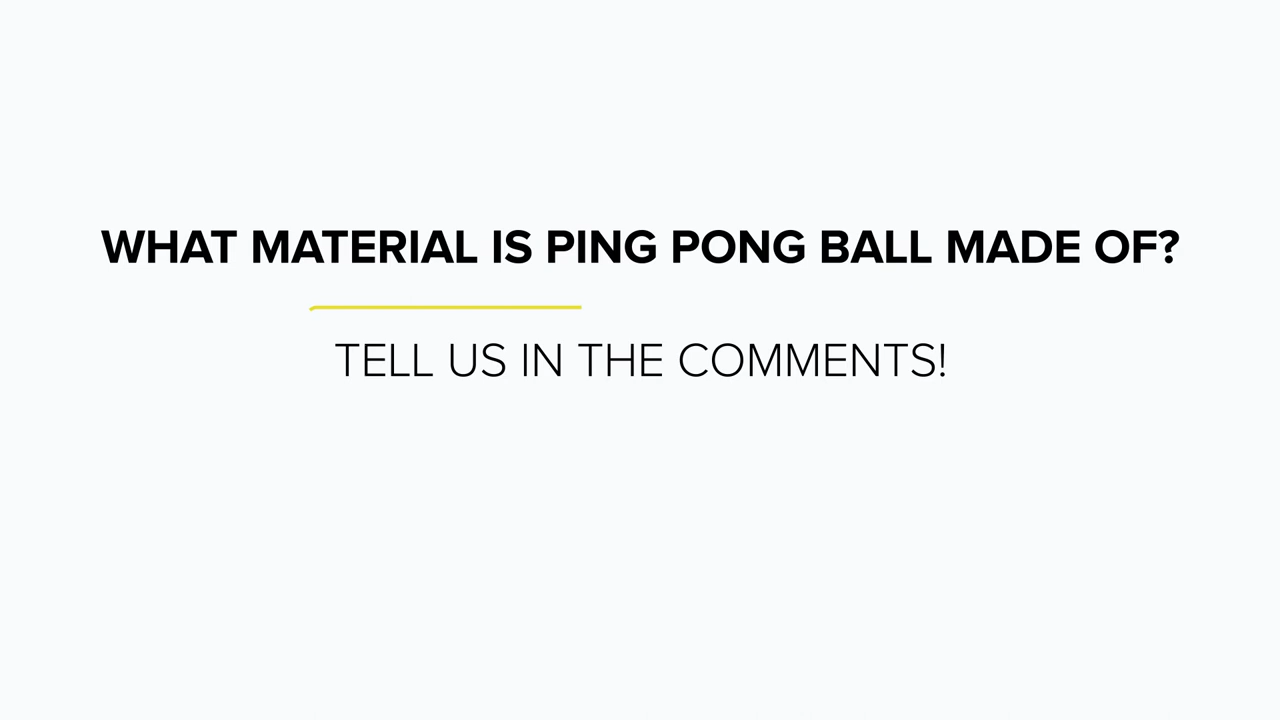 WHAT MATERIAL IS PING PONG BALL MADE OF?
TELL US IN THE COMMENTS!